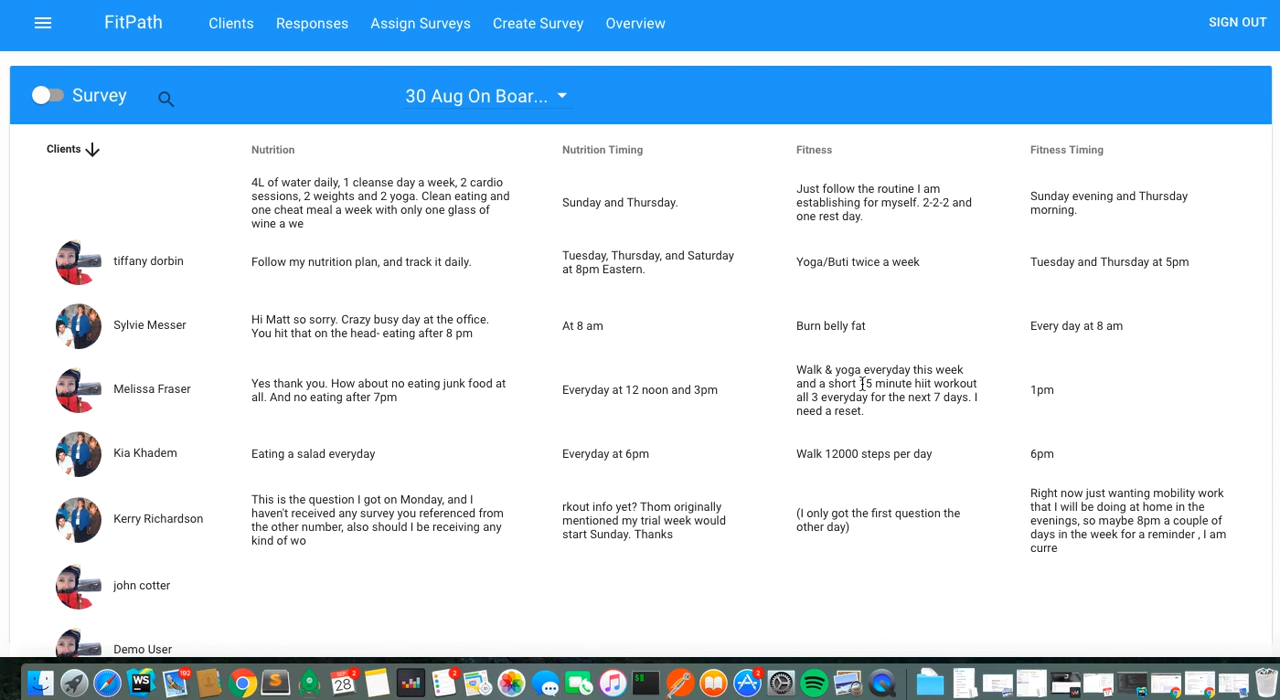 FitPath
Clients
Responses
Assign Surveys
Create Survey
Overview
SIGN OUT
Survey
30 Aug On Boar...
Clients
Nutrition
Nutrition Timing
Fitness
Fitness Timing
4L of water daily, 1 cleanse day a week, 2 cardio
sessions, 2 weights and 2 yoga. Clean eating and
one cheat meal a week with only one glass of
wine a we
Sunday and Thursday.
Just follow the routine I am
establishing for myself. 2-2-2 and
one rest day.
Sunday evening and Thursday
morning.
tiffany dorbin
Follow my nutrition plan, and track it daily.
Tuesday, Thursday, and Saturday
at 8pm Eastern.
Yoga/Buti twice a week
Tuesday and Thursday at 5pm
Sylvie Messer
Hi Matt so sorry. Crazy busy day at the office.
You hit that on the head- eating after 8 pm
At 8 am
Burn belly fat
Every day at 8 am
Melissa Fraser
Yes thank you. How about no eating junk food at
all. And no eating after 7pm
Everyday at 12 noon and 3pm
Walk & yoga everyday this week
and a short 15 minute hiit workout
all 3 everyday for the next 7 days. I
need a reset.
1pm
Kia Khadem
Eating a salad everyday
Everyday at 6pm
Walk 12000 steps per day
6pm
Kerry Richardson
This is the question I got on Monday, and I
haven't received any survey you referenced from
the other number, also should I be receiving any
kind of wo
rkout info yet? Thom originally
mentioned my trial week would
start Sunday. Thanks
(I only got the first question the
other day)
Right now just wanting mobility work
that I will be doing at home in the
evenings, so maybe 8pm a couple of
days in the week for a reminder , I am
curre
john cotter
Demo User
WS
192
2
28
2
$$
2